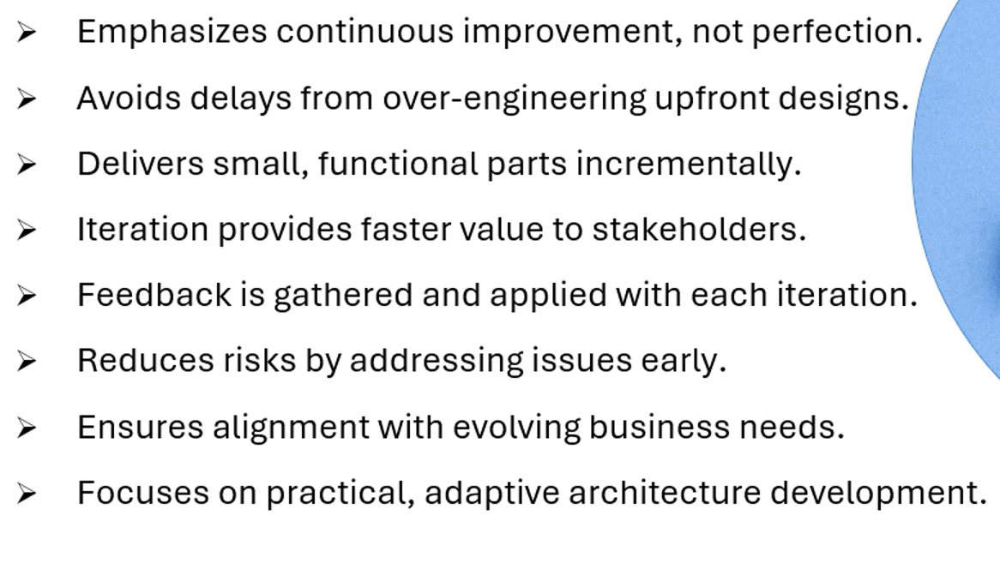 ➢ Emphasizes continuous improvement, not perfection.
➢ Avoids delays from over-engineering upfront designs.
➢ Delivers small, functional parts incrementally.
➢ Iteration provides faster value to stakeholders.
➢ Feedback is gathered and applied with each iteration.
➢ Reduces risks by addressing issues early.
➢ Ensures alignment with evolving business needs.
➢ Focuses on practical, adaptive architecture development.